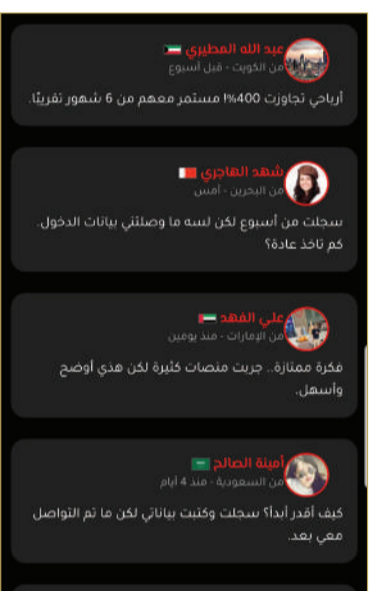 عبد الله المطيري
من الكويت - قبل أسبوع
أرباحي تجاوزت 400%! مستمر معهم من 6 شهور تقريبًا.
شهد الهاجري
من البحرين - أمس
سجلت من أسبوع لكن لسه ما وصلتني بيانات الدخول.
كم تاخذ عادة؟
علي الفهد
من الإمارات - منذ يومين
فكرة ممتازة.. جربت منصات كثيرة لكن هذي أوضح
وأسهل.
أمينة الصالح
من السعودية - منذ 4 أيام
كيف أقدر أبدأ؟ سجلت وكتبت بياناتي لكن ما تم التواصل
معي بعد.